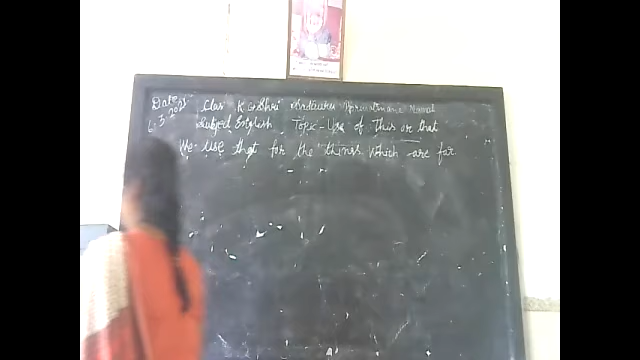 Date
6.3.2021
Class K.G
Subject English Topic - Use of This or that
We use that for the things which are far